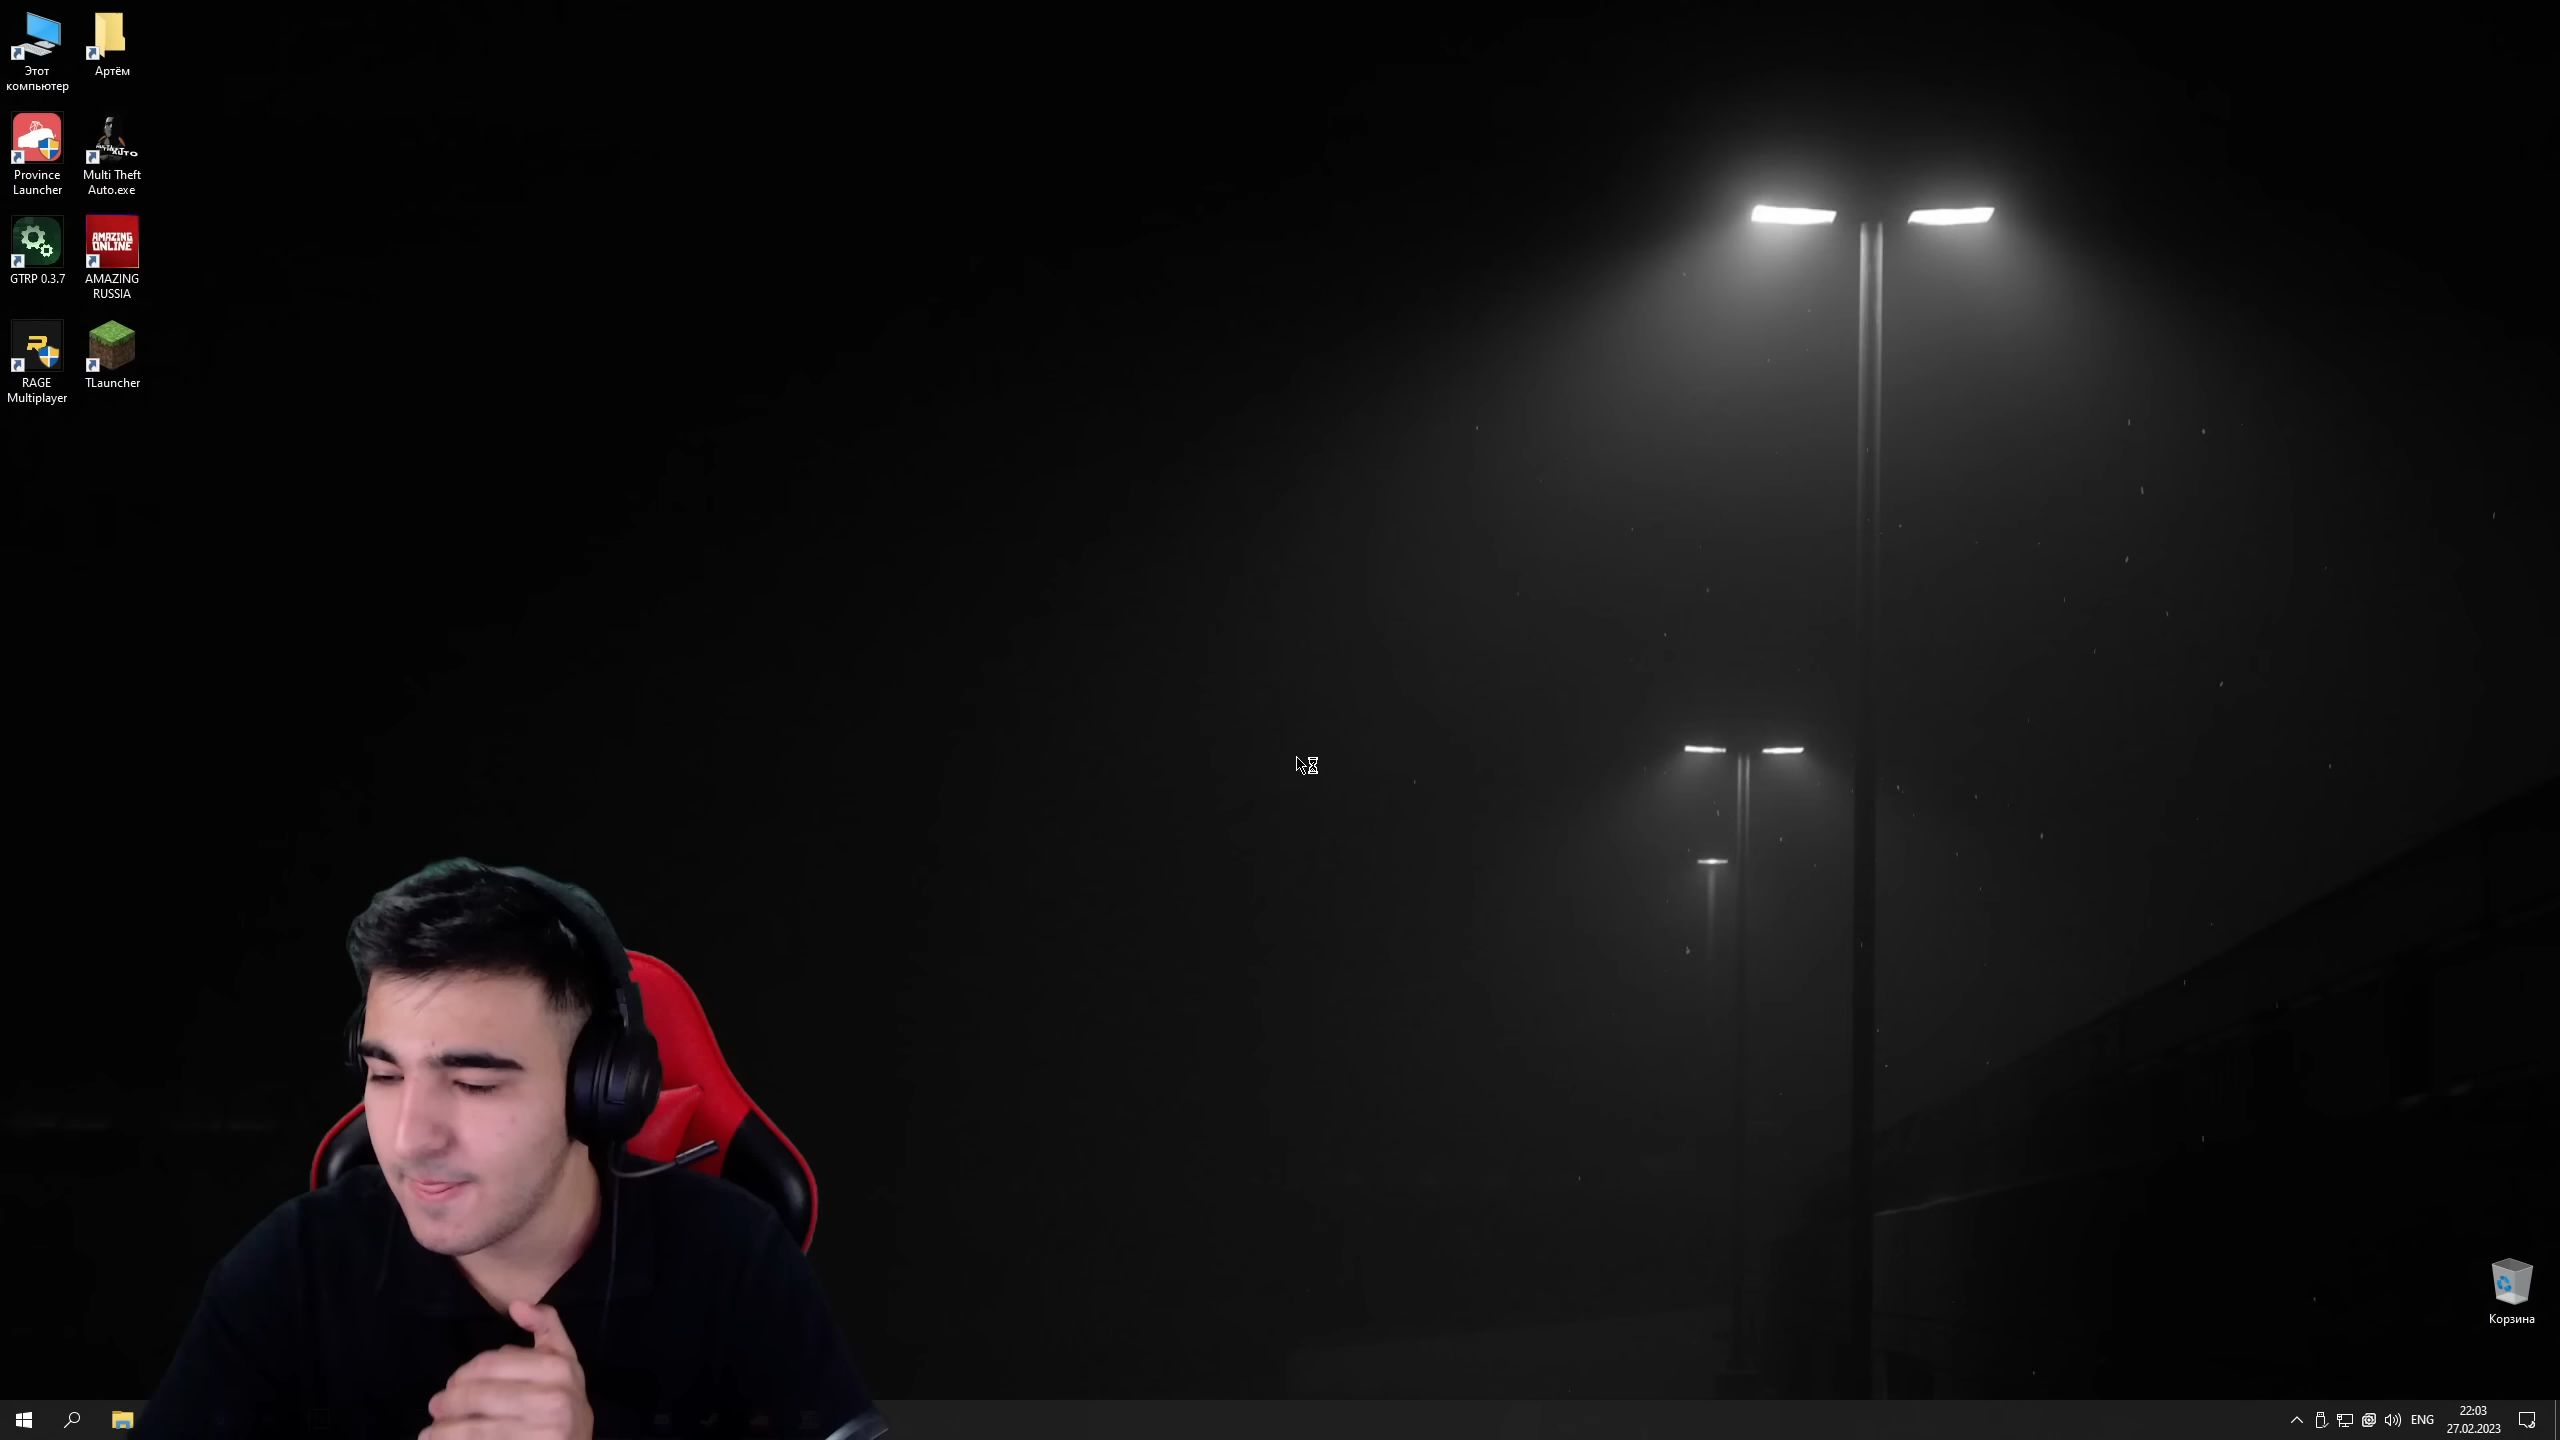 Этот
компьютер
Артём
Province
Launcher
Multi Theft
Auto.exe
GTRP 0.3.7
AMAZING
ONLINE
AMAZING
RUSSIA
RAGE
Multiplayer
TLauncher
Корзина
ENG
22:03
27.02.2023